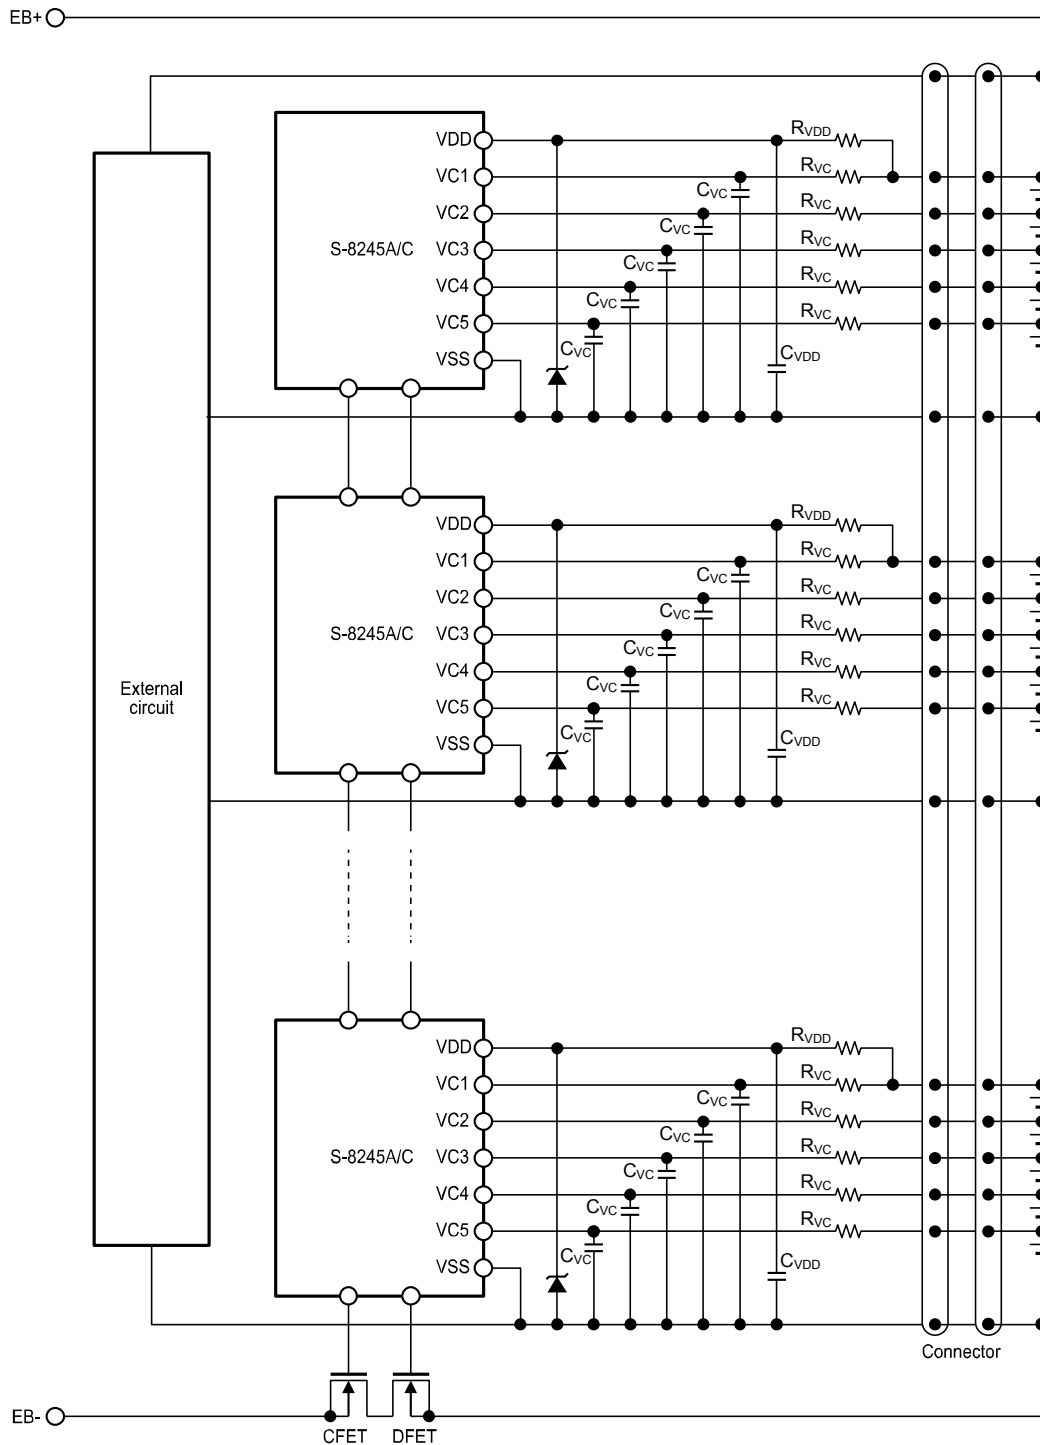 EB+
VDD
RVDD
VC1
RVC
CVC
VC2
RVC
CVC
S-8245A/C
VC3
RVC
CVC
VC4
RVC
CVC
VC5
RVC
CVC
VSS
CVDD
VDD
RVDD
VC1
RVC
CVC
VC2
RVC
CVC
S-8245A/C
VC3
RVC
CVC
VC4
RVC
CVC
External
circuit
VC5
RVC
CVC
VSS
CVDD
VDD
RVDD
VC1
RVC
CVC
VC2
RVC
CVC
S-8245A/C
VC3
RVC
CVC
VC4
RVC
CVC
VC5
RVC
CVC
VSS
CVDD
Connector
EB-
CFET
DFET